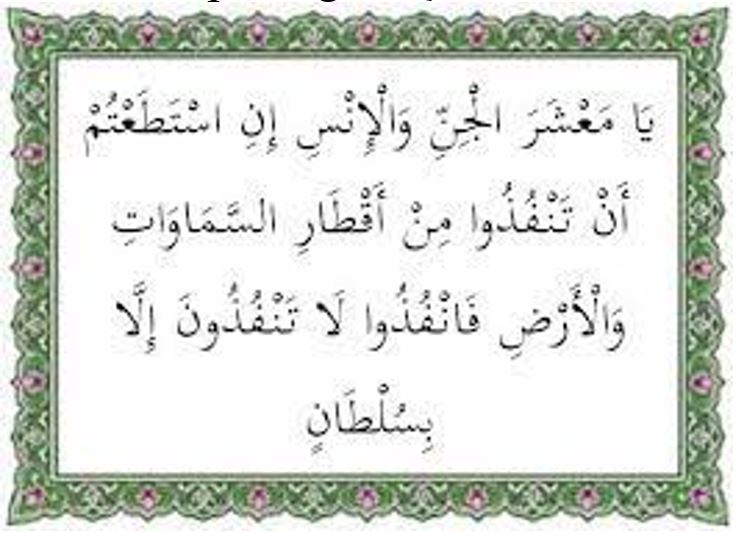 يَا مَعْشَرَ الْجِنِّ وَالْإِنْسِ إِنِ اسْتَطَعْتُمْ
أَنْ تَنْفُذُوا مِنْ أَقْطَارِ السَّمَاوَاتِ
وَالْأَرْضِ فَانْفُذُوا لَا تَنْفُذُونَ إِلَّا
بِسُلْطَانٍ